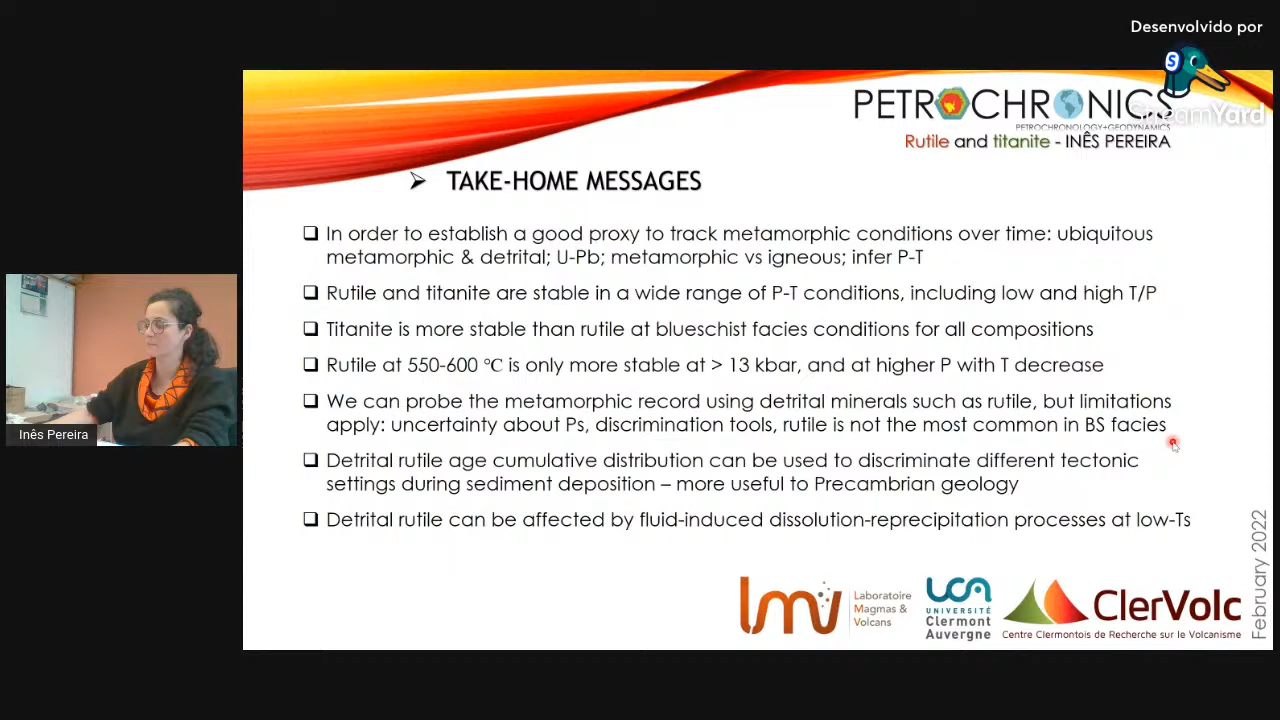 Desenvolvido por
S
StreamYard
PETROCHRONICS
PETROCHRONOLOGY+GEODYNAMICS
Rutile and titanite - INÊS PEREIRA
➢ TAKE-HOME MESSAGES
❑ In order to establish a good proxy to track metamorphic conditions over time: ubiquitous
metamorphic & detrital; U-Pb; metamorphic vs igneous; infer P-T
❑ Rutile and titanite are stable in a wide range of P-T conditions, including low and high T/P
❑ Titanite is more stable than rutile at blueschist facies conditions for all compositions
❑ Rutile at 550-600 °C is only more stable at > 13 kbar, and at higher P with T decrease
❑ We can probe the metamorphic record using detrital minerals such as rutile, but limitations
apply: uncertainty about Ps, discrimination tools, rutile is not the most common in BS facies
❑ Detrital rutile age cumulative distribution can be used to discriminate different tectonic
settings during sediment deposition – more useful to Precambrian geology
❑ Detrital rutile can be affected by fluid-induced dissolution-reprecipitation processes at low-Ts
Inês Pereira
February 2022
lmv
Laboratoire
Magmas &
Volcans
UCA
UNIVERSITÉ
Clermont
Auvergne
ClerVolc
Centre Clermontois de Recherche sur le Volcanisme